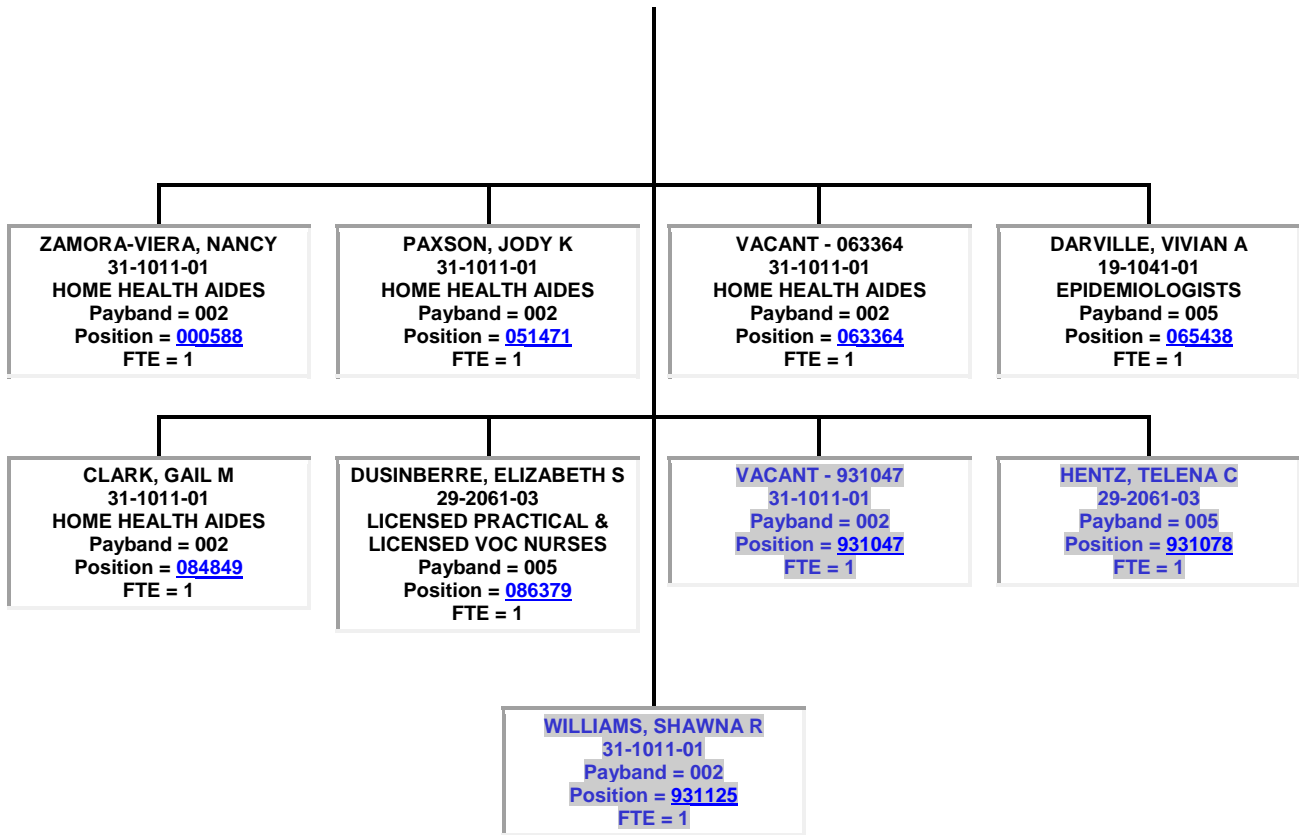 ZAMORA-VIERA, NANCY
31-1011-01
HOME HEALTH AIDES
Payband = 002
Position = 000588
FTE = 1
PAXSON, JODY K
31-1011-01
HOME HEALTH AIDES
Payband = 002
Position = 051471
FTE = 1
VACANT - 063364
31-1011-01
HOME HEALTH AIDES
Payband = 002
Position = 063364
FTE = 1
DARVILLE, VIVIAN A
19-1041-01
EPIDEMIOLOGISTS
Payband = 005
Position = 065438
FTE = 1
CLARK, GAIL M
31-1011-01
HOME HEALTH AIDES
Payband = 002
Position = 084849
FTE = 1
DUSINBERRE, ELIZABETH S
29-2061-03
LICENSED PRACTICAL &
LICENSED VOC NURSES
Payband = 005
Position = 086379
FTE = 1
VACANT - 931047
31-1011-01
Payband = 002
Position = 931047
FTE = 1
HENTZ, TELENA C
29-2061-03
Payband = 005
Position = 931078
FTE = 1
WILLIAMS, SHAWNA R
31-1011-01
Payband = 002
Position = 931125
FTE = 1